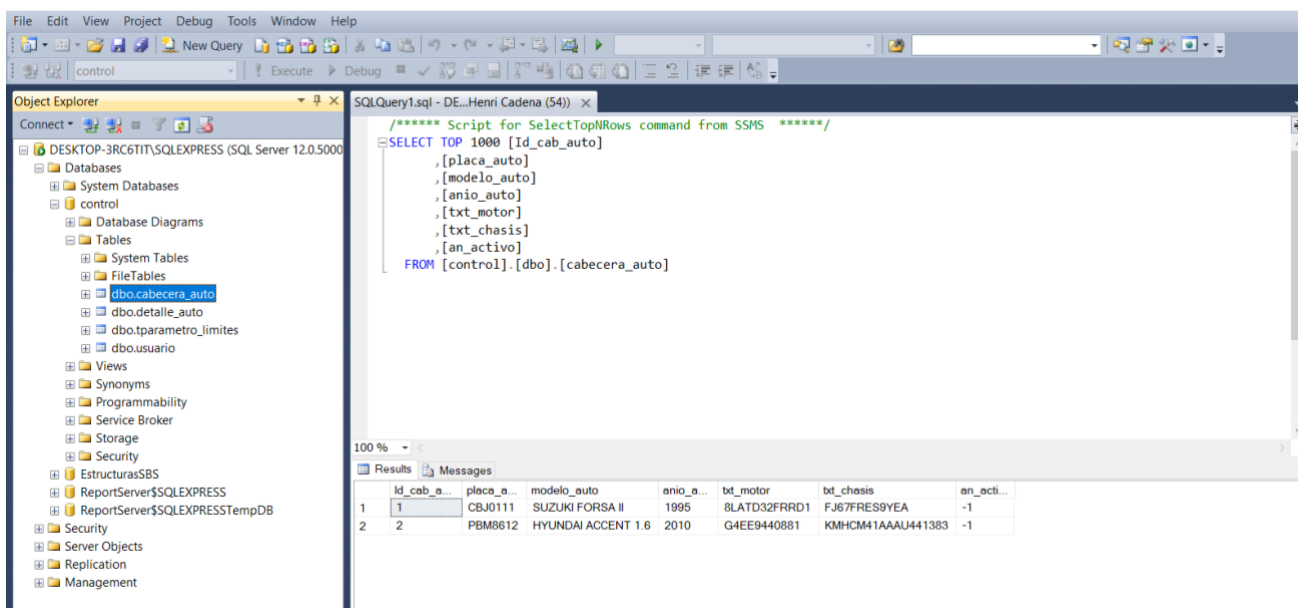 File Edit View Project Debug Tools Window Help
New Query
control Execute Debug
Object Explorer
Connect
DESKTOP-3RC6TIT\SQLEXPRESS (SQL Server 12.0.5000
Databases
System Databases
control
Database Diagrams
Tables
System Tables
FileTables
dbo.cabecera_auto
dbo.detalle_auto
dbo.tparametro_limites
dbo.usuario
Views
Synonyms
Programmability
Service Broker
Storage
Security
EstructurasSBS
ReportServer$SQLEXPRESS
ReportServer$SQLEXPRESSTempDB
Security
Server Objects
Replication
Management
SQLQuery1.sql - DE...Henri Cadena (54))
/****** Script for SelectTopNRows command from SSMS ******/
SELECT TOP 1000 [Id_cab_auto]
,[placa_auto]
,[modelo_auto]
,[anio_auto]
,[txt_motor]
,[txt_chasis]
,[an_activo]
FROM [control].[dbo].[cabecera_auto]
100 %
Results Messages
Id_cab_a... placa_a... modelo_auto anio_a... txt_motor txt_chasis an_acti...
1 1 CBJ0111 SUZUKI FORSA II 1995 8LATD32FRRD1 FJ67FRES9YEA -1
2 2 PBM8612 HYUNDAI ACCENT 1.6 2010 G4EE9440881 KMHCM41AAAU441383 -1